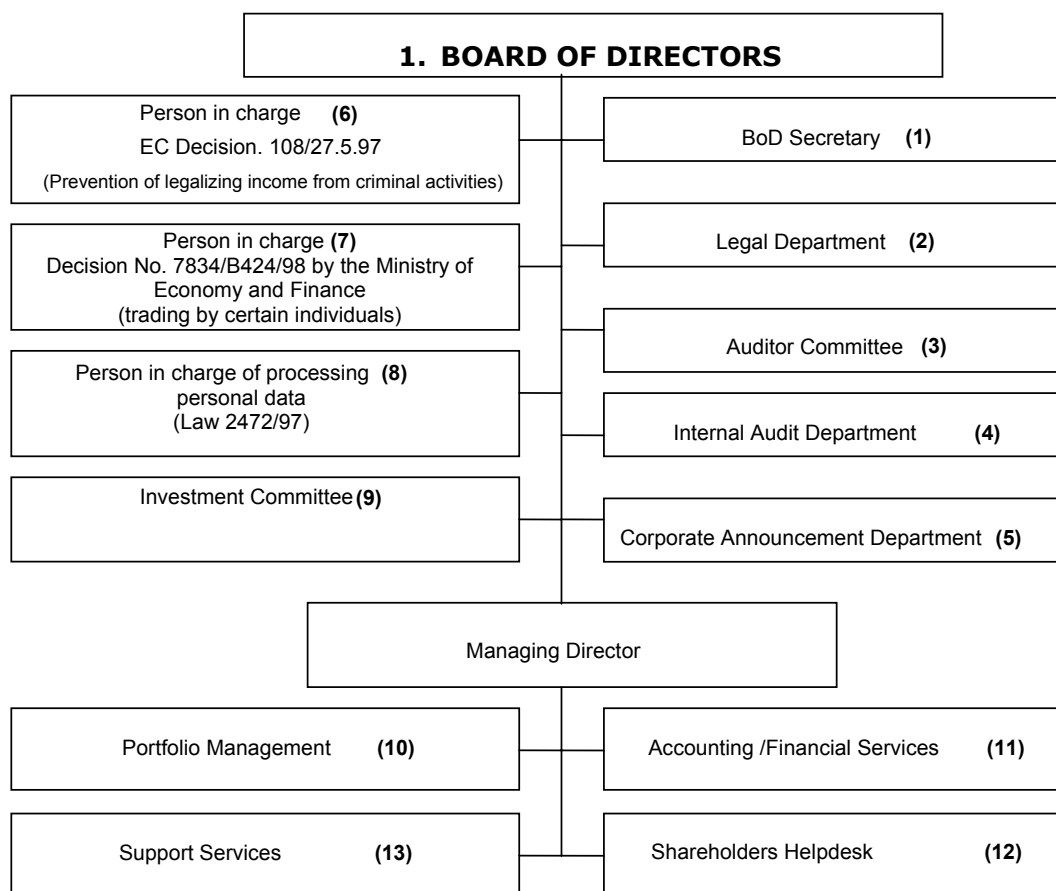 1. BOARD OF DIRECTORS
Person in charge (6)
EC Decision. 108/27.5.97
(Prevention of legalizing income from criminal activities)
BoD Secretary (1)
Person in charge (7)
Decision No. 7834/B424/98 by the Ministry of
Economy and Finance
(trading by certain individuals)
Legal Department (2)
Auditor Committee (3)
Person in charge of processing (8)
personal data
(Law 2472/97)
Internal Audit Department (4)
Investment Committee (9)
Corporate Announcement Department (5)
Managing Director
Portfolio Management (10)
Accounting /Financial Services (11)
Support Services (13)
Shareholders Helpdesk (12)